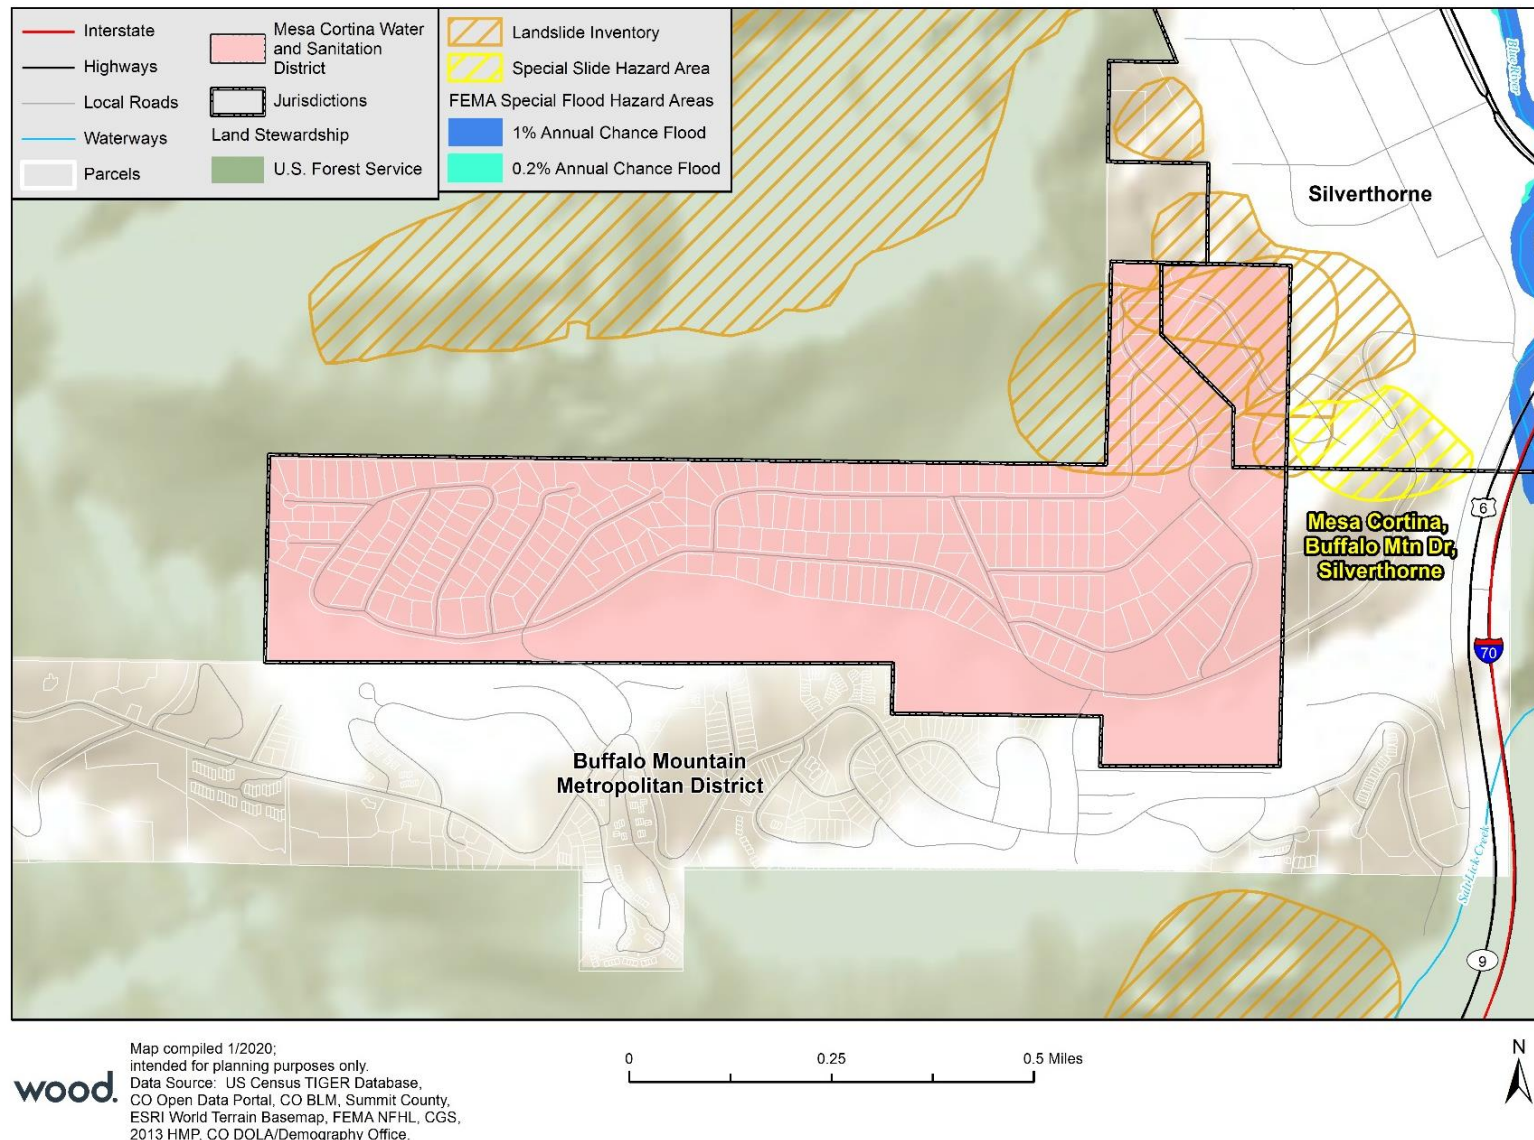 Interstate
Highways
Local Roads
Waterways
Parcels
Mesa Cortina Water
and Sanitation
District
Jurisdictions
Land Stewardship
U.S. Forest Service
Landslide Inventory
Special Slide Hazard Area
FEMA Special Flood Hazard Areas
1% Annual Chance Flood
0.2% Annual Chance Flood
Blue River
Silverthorne
Mesa Cortina,
Buffalo Mtn Dr,
Silverthorne
6
70
Buffalo Mountain
Metropolitan District
Salt Lick Creek
9
wood.
Map compiled 1/2020;
intended for planning purposes only.
Data Source: US Census TIGER Database,
CO Open Data Portal, CO BLM, Summit County,
ESRI World Terrain Basemap, FEMA NFHL, CGS,
2013 HMP, CO DOLA/Demography Office.
0 0.25 0.5 Miles
N